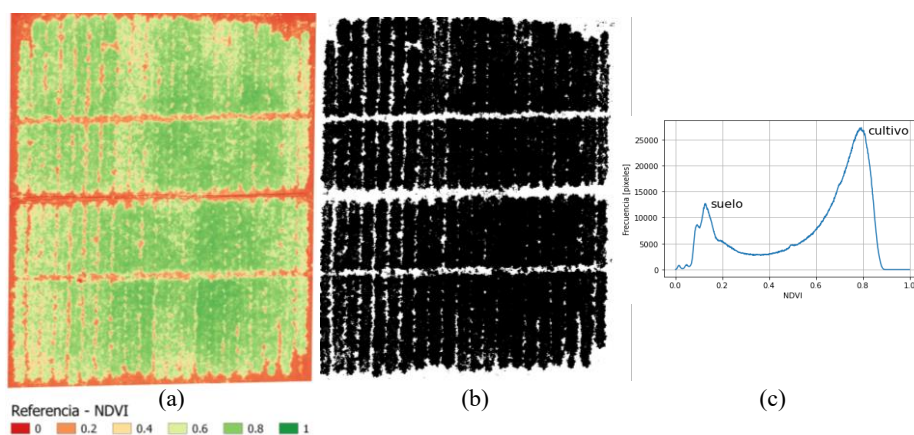 25000
cultivo
20000
Frecuencia [pixeles]
15000
suelo
10000
5000
0
0.0 0.2 0.4 0.6 0.8 1.0
NDVI
(a) (b) (c)
Referencia - NDVI
0 0.2 0.4 0.6 0.8 1